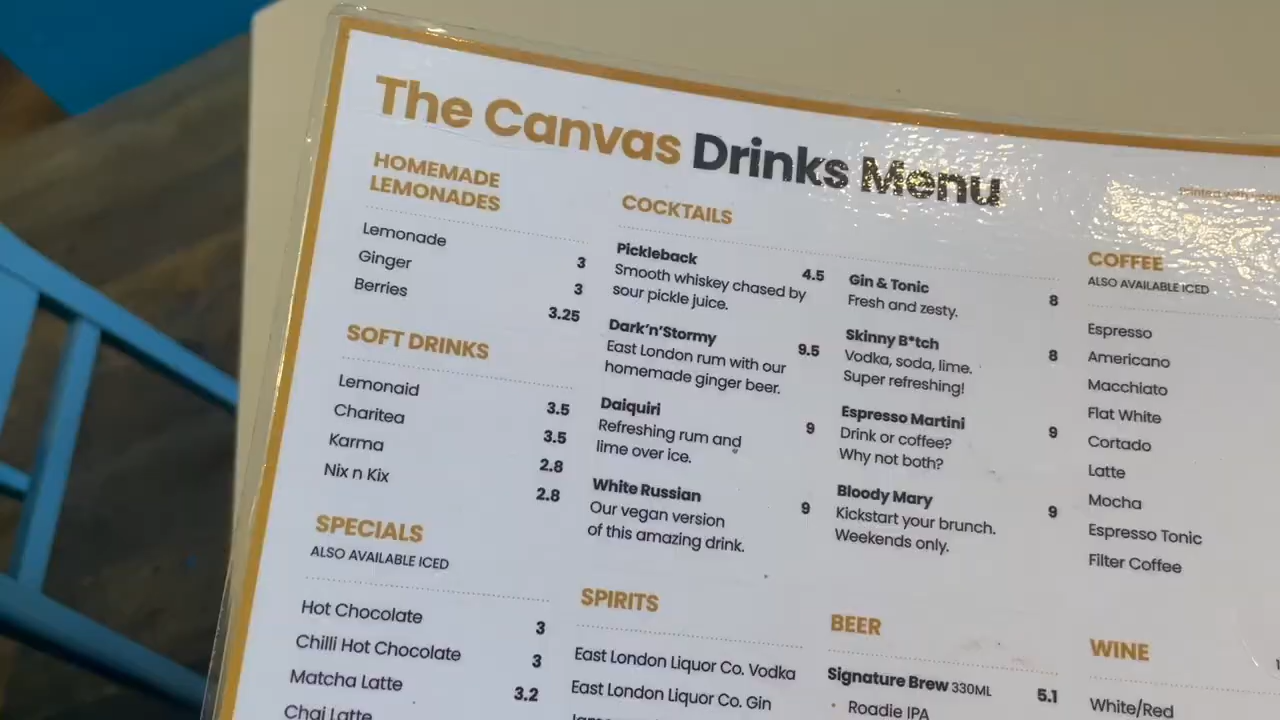 The Canvas Drinks Menu
HOMEMADE
LEMONADES
Lemonade 3
Ginger 3
Berries 3.25
SOFT DRINKS
Lemonaid 3.5
Charitea 3.5
Karma 2.8
Nix n Kix 2.8
SPECIALS
ALSO AVAILABLE ICED
Hot Chocolate 3
Chilli Hot Chocolate 3
Matcha Latte 3.2
Chai Latte
COCKTAILS
Pickleback 4.5
Smooth whiskey chased by
sour pickle juice.
Dark'n'Stormy 9.5
East London rum with our
homemade ginger beer.
Daiquiri 9
Refreshing rum and
lime over ice.
White Russian 9
Our vegan version
of this amazing drink.
Gin & Tonic 8
Fresh and zesty.
Skinny B*tch 8
Vodka, soda, lime.
Super refreshing!
Espresso Martini 9
Drink or coffee?
Why not both?
Bloody Mary 9
Kickstart your brunch.
Weekends only.
SPIRITS
East London Liquor Co. Vodka
East London Liquor Co. Gin
BEER
Signature Brew 330ML 5.1
Roadie IPA
COFFEE
ALSO AVAILABLE ICED
Espresso
Americano
Macchiato
Flat White
Cortado
Latte
Mocha
Espresso Tonic
Filter Coffee
WINE
White/Red